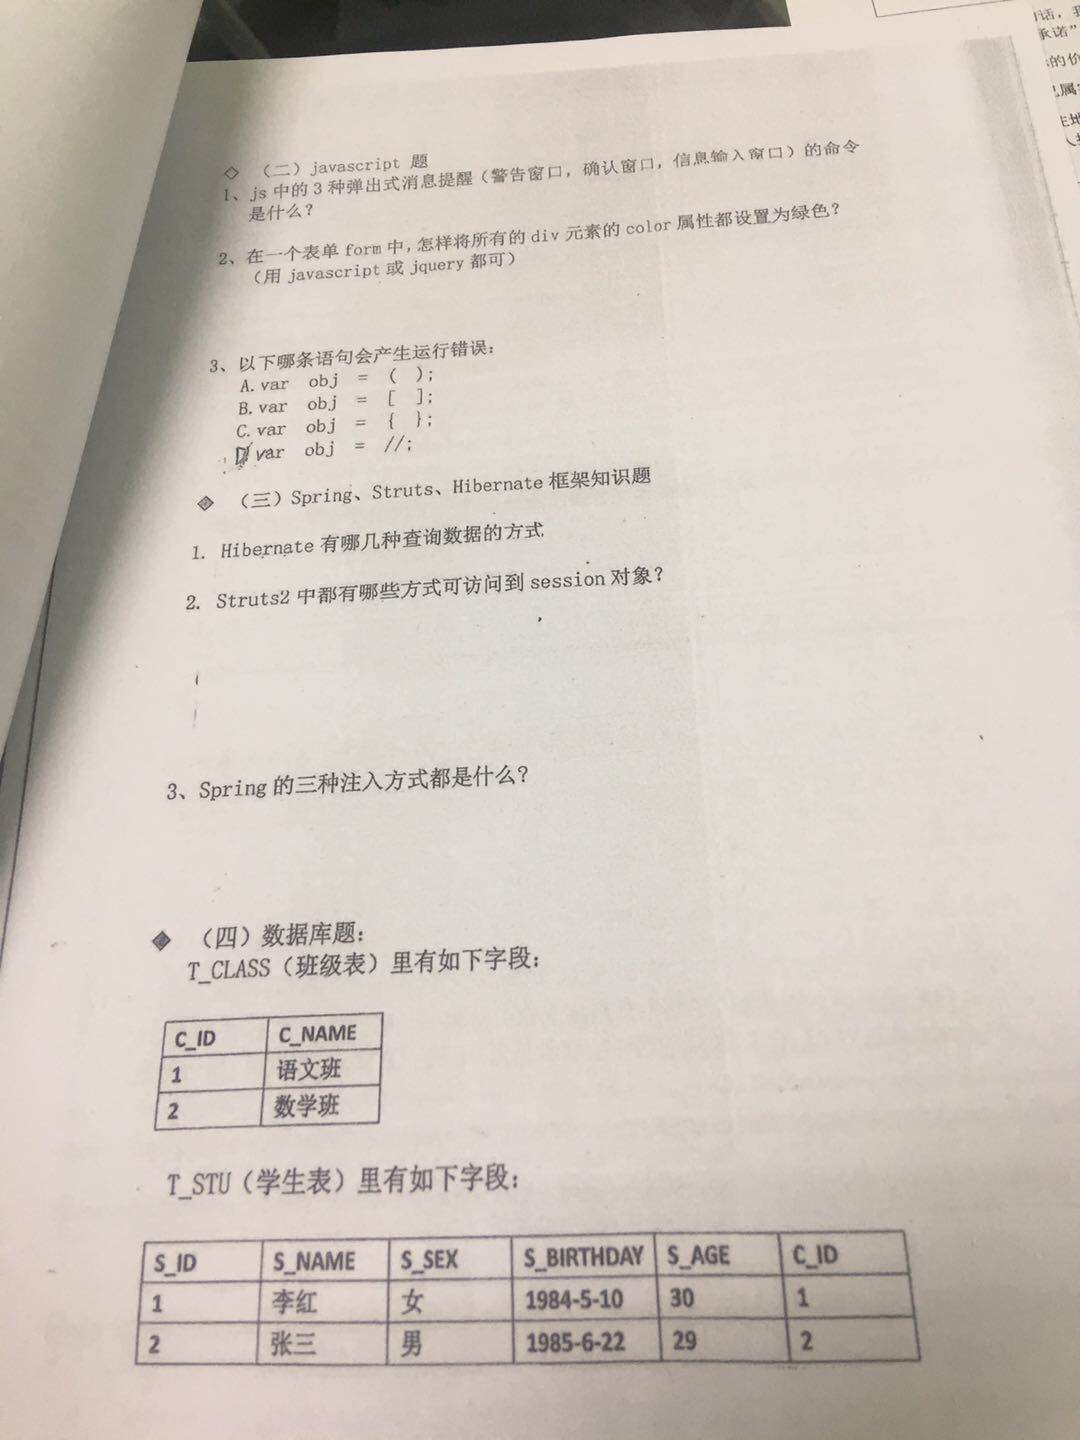 ◇ （二）javascript 题
1、js 中的 3 种弹出式消息提醒（警告窗口，确认窗口，信息输入窗口）的命令
是什么？
2、在一个表单 form 中，怎样将所有的 div 元素的 color 属性都设置为绿色？
（用 javascript 或 jquery 都可）
3、以下哪条语句会产生运行错误：
A.var obj = ( );
B.var obj = [ ];
C.var obj = { };
D.var obj = //;
◆ （三）Spring、Struts、Hibernate 框架知识题
1. Hibernate 有哪几种查询数据的方式
2. Struts2 中都有哪些方式可访问到 session 对象？
3、Spring 的三种注入方式都是什么？
◆ （四）数据库题：
T_CLASS（班级表）里有如下字段：
C_ID C_NAME
1 语文班
2 数学班
T_STU（学生表）里有如下字段：
S_ID S_NAME S_SEX S_BIRTHDAY S_AGE C_ID
1 李红 女 1984-5-10 30 1
2 张三 男 1985-6-22 29 2
承诺”
的价